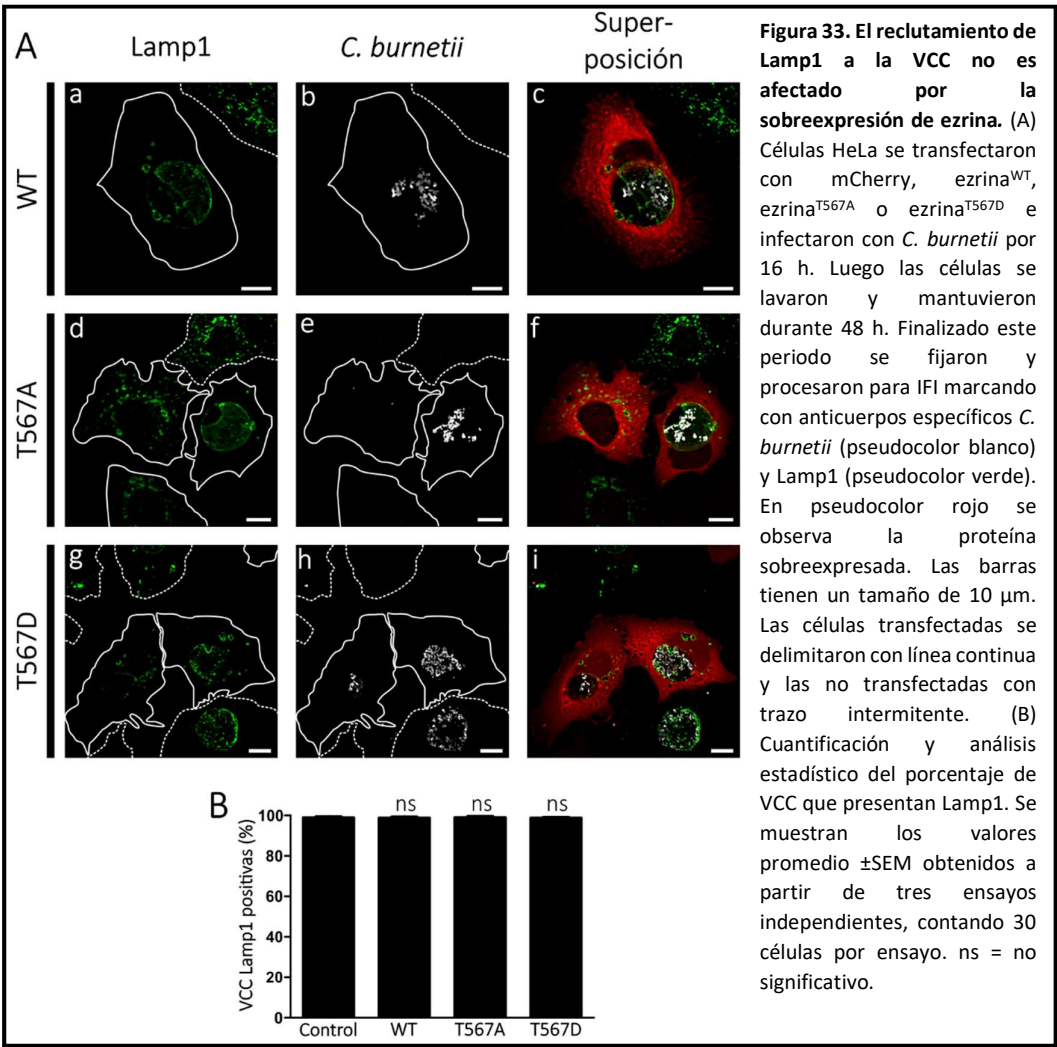 A
Lamp1
C. burnetii
Super-
posición
WT
a
b
c
T567A
d
e
f
T567D
g
h
i
B
VCC Lamp1 positivas (%)
100
80
60
40
20
0
ns
ns
ns
Control
WT
T567A
T567D
Figura 33. El reclutamiento de
Lamp1 a la VCC no es
afectado por la
sobreexpresión de ezrina. (A)
Células HeLa se transfectaron
con mCherry, ezrinaWT,
ezrinaT567A o ezrinaT567D e
infectaron con C. burnetii por
16 h. Luego las células se
lavaron y mantuvieron
durante 48 h. Finalizado este
periodo se fijaron y
procesaron para IFI marcando
con anticuerpos específicos C.
burnetii (pseudocolor blanco)
y Lamp1 (pseudocolor verde).
En pseudocolor rojo se
observa la proteína
sobreexpresada. Las barras
tienen un tamaño de 10 µm.
Las células transfectadas se
delimitaron con línea continua
y las no transfectadas con
trazo intermitente. (B)
Cuantificación y análisis
estadístico del porcentaje de
VCC que presentan Lamp1. Se
muestran los valores
promedio ±SEM obtenidos a
partir de tres ensayos
independientes, contando 30
células por ensayo. ns = no
significativo.